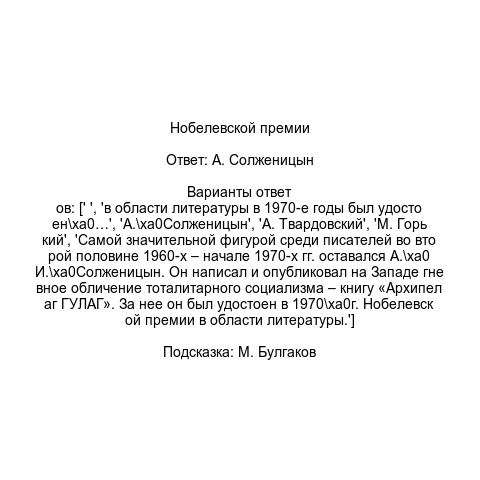 Нобелевской премии
Ответ: А. Солженицын
Варианты ответ
ов: [' ', 'в области литературы в 1970-е годы был удосто
ен\xa0…', 'А.\xa0Солженицын', 'А. Твардовский', 'М. Горь
кий', 'Самой значительной фигурой среди писателей во вто
рой половине 1960-х – начале 1970-х гг. оставался А.\xa0
И.\xa0Солженицын. Он написал и опубликовал на Западе гне
вное обличение тоталитарного социализма – книгу «Архипел
аг ГУЛАГ». За нее он был удостоен в 1970\xa0г. Нобелевск
ой премии в области литературы.']
Подсказка: М. Булгаков